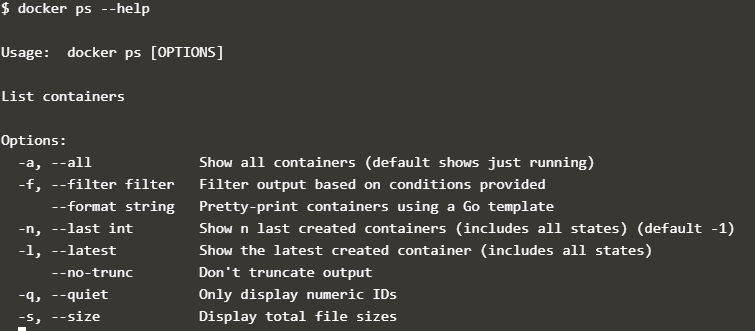 $ docker ps --help
Usage:  docker ps [OPTIONS]
List containers
Options:
  -a, --all             Show all containers (default shows just running)
  -f, --filter filter   Filter output based on conditions provided
      --format string   Pretty-print containers using a Go template
  -n, --last int        Show n last created containers (includes all states) (default -1)
  -l, --latest          Show the latest created container (includes all states)
      --no-trunc        Don't truncate output
  -q, --quiet           Only display numeric IDs
  -s, --size            Display total file sizes